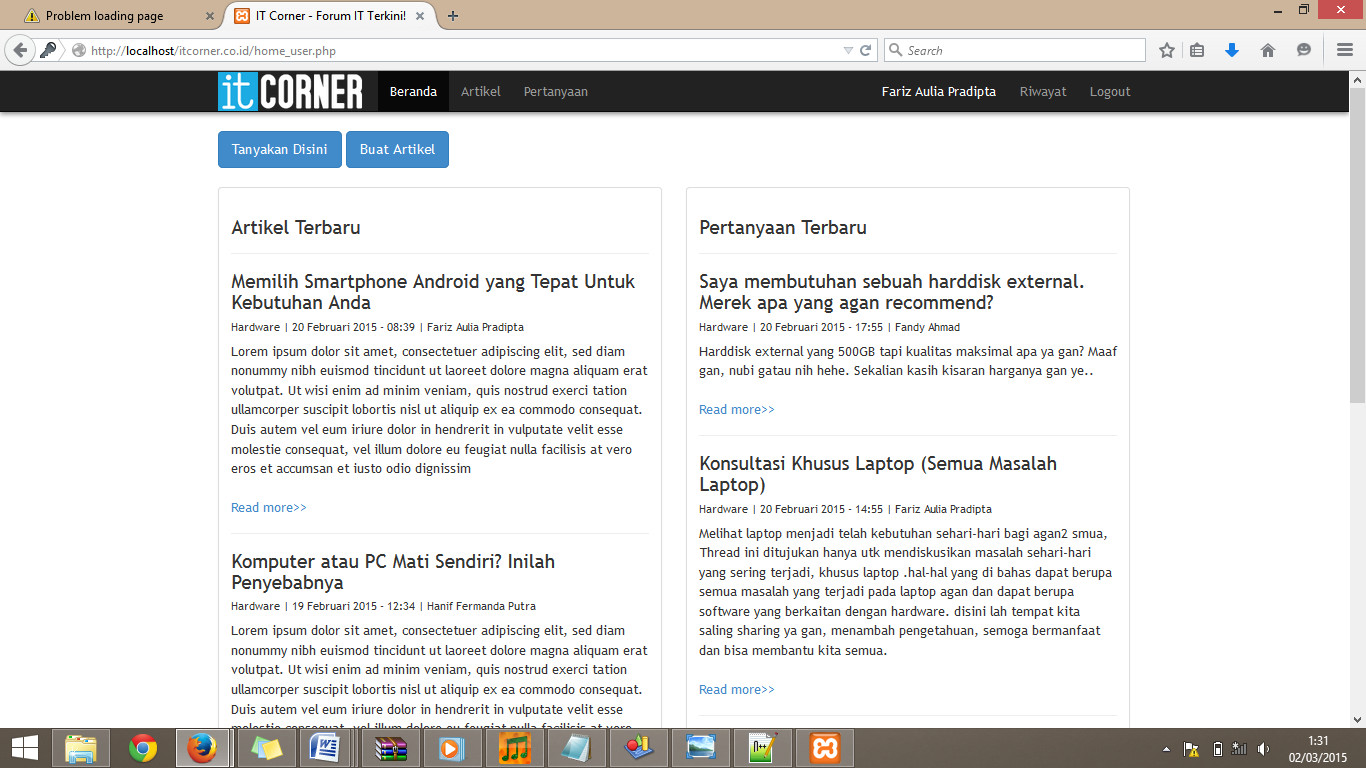 Problem loading page
IT Corner - Forum IT Terkini!
http://localhost/itcorner.co.id/home_user.php
Search
it CORNER
Beranda
Artikel
Pertanyaan
Fariz Aulia Pradipta
Riwayat
Logout
Tanyakan Disini
Buat Artikel
Artikel Terbaru
Memilih Smartphone Android yang Tepat Untuk
Kebutuhan Anda
Hardware | 20 Februari 2015 - 08:39 | Fariz Aulia Pradipta
Lorem ipsum dolor sit amet, consectetuer adipiscing elit, sed diam
nonummy nibh euismod tincidunt ut laoreet dolore magna aliquam erat
volutpat. Ut wisi enim ad minim veniam, quis nostrud exerci tation
ullamcorper suscipit lobortis nisl ut aliquip ex ea commodo consequat.
Duis autem vel eum iriure dolor in hendrerit in vulputate velit esse
molestie consequat, vel illum dolore eu feugiat nulla facilisis at vero
eros et accumsan et iusto odio dignissim
Read more>>
Komputer atau PC Mati Sendiri? Inilah
Penyebabnya
Hardware | 19 Februari 2015 - 12:34 | Hanif Fermanda Putra
Lorem ipsum dolor sit amet, consectetuer adipiscing elit, sed diam
nonummy nibh euismod tincidunt ut laoreet dolore magna aliquam erat
volutpat. Ut wisi enim ad minim veniam, quis nostrud exerci tation
ullamcorper suscipit lobortis nisl ut aliquip ex ea commodo consequat.
Duis autem vel eum iriure dolor in hendrerit in vulputate velit esse
molestie consequat, vel illum dolore eu feugiat nulla facilisis at vero
Pertanyaan Terbaru
Saya membutuhan sebuah harddisk external.
Merek apa yang agan recommend?
Hardware | 20 Februari 2015 - 17:55 | Fandy Ahmad
Harddisk external yang 500GB tapi kualitas maksimal apa ya gan? Maaf
gan, nubi gatau nih hehe. Sekalian kasih kisaran harganya gan ye..
Read more>>
Konsultasi Khusus Laptop (Semua Masalah
Laptop)
Hardware | 20 Februari 2015 - 14:55 | Fariz Aulia Pradipta
Melihat laptop menjadi telah kebutuhan sehari-hari bagi agan2 smua,
Thread ini ditujukan hanya utk mendiskusikan masalah sehari-hari
yang sering terjadi, khusus laptop .hal-hal yang di bahas dapat berupa
semua masalah yang terjadi pada laptop agan dan dapat berupa
software yang berkaitan dengan hardware. disini lah tempat kita
saling sharing ya gan, menambah pengetahuan, semoga bermanfaat
dan bisa membantu kita semua.
Read more>>
1:31
02/03/2015